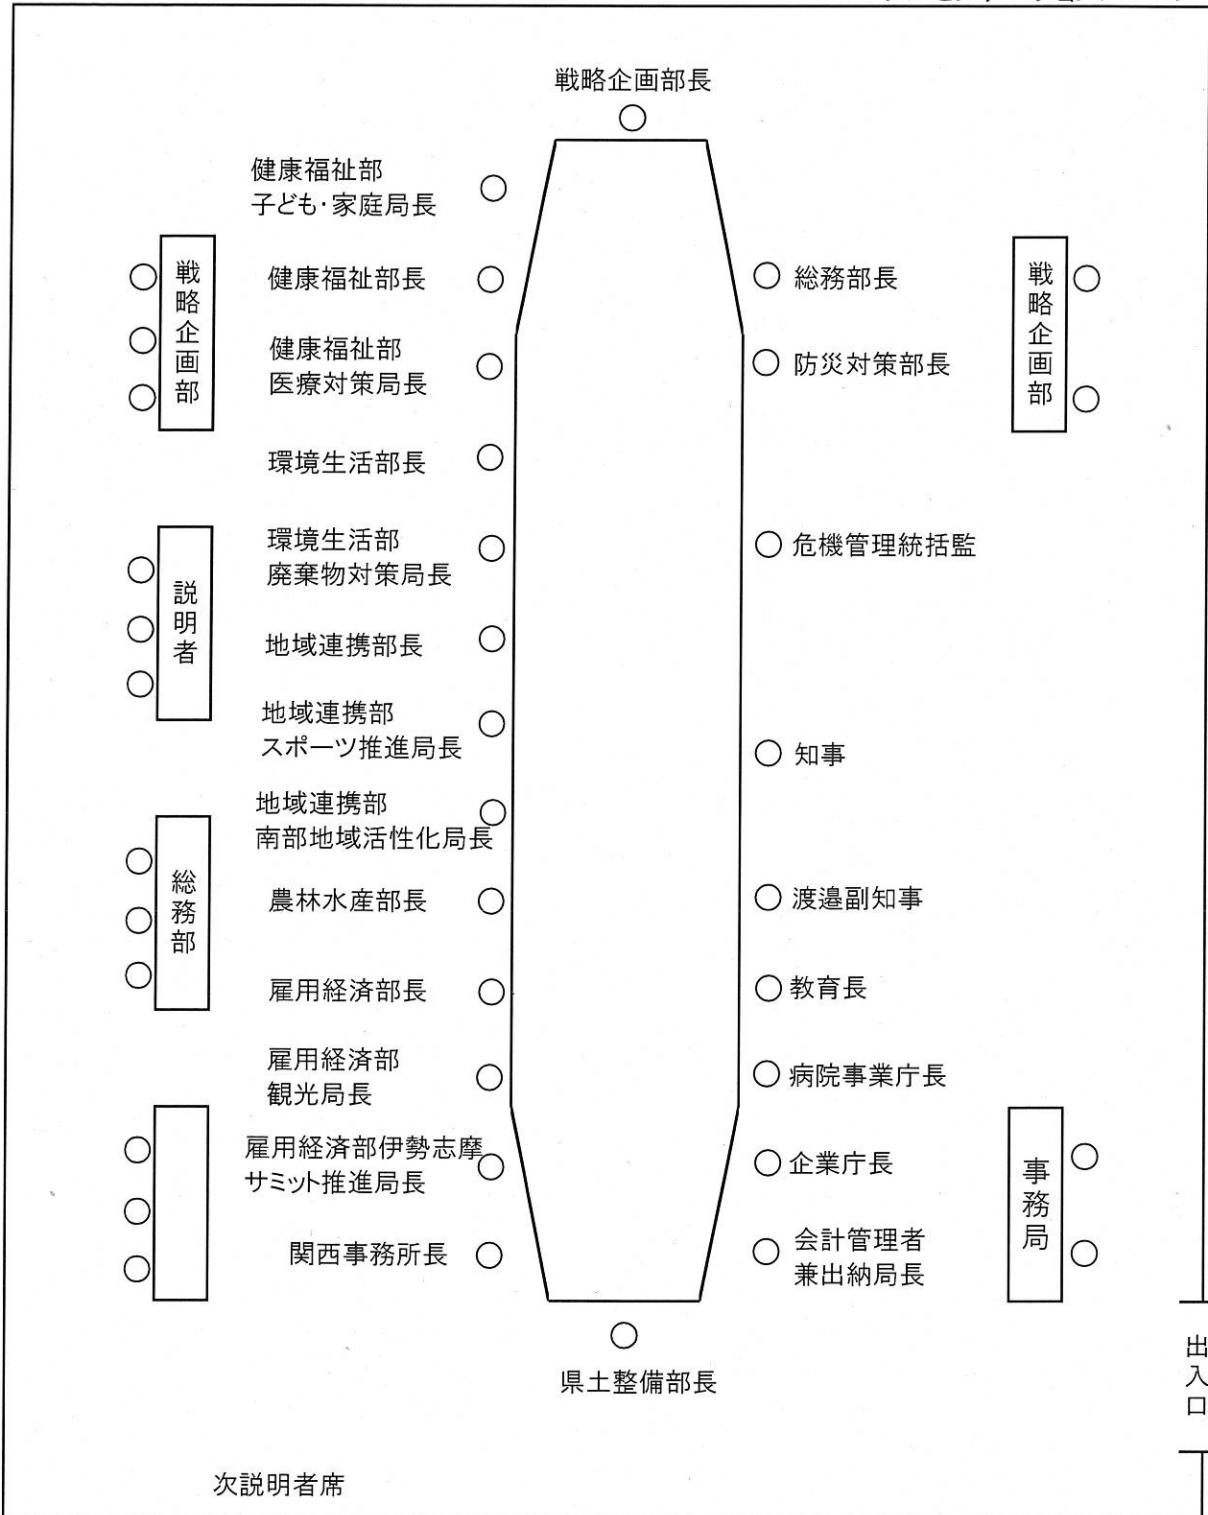 戦略企画部長
健康福祉部
子ども・家庭局長
戦略企画部
健康福祉部長
総務部長
戦略企画部
健康福祉部
医療対策局長
防災対策部長
環境生活部長
説明者
環境生活部
廃棄物対策局長
危機管理統括監
地域連携部長
地域連携部
スポーツ推進局長
知事
地域連携部
南部地域活性化局長
総務部
農林水産部長
渡邉副知事
雇用経済部長
教育長
雇用経済部
観光局長
病院事業庁長
雇用経済部伊勢志摩
サミット推進局長
企業庁長
事務局
関西事務所長
会計管理者
兼出納局長
県土整備部長
出入口
次説明者席